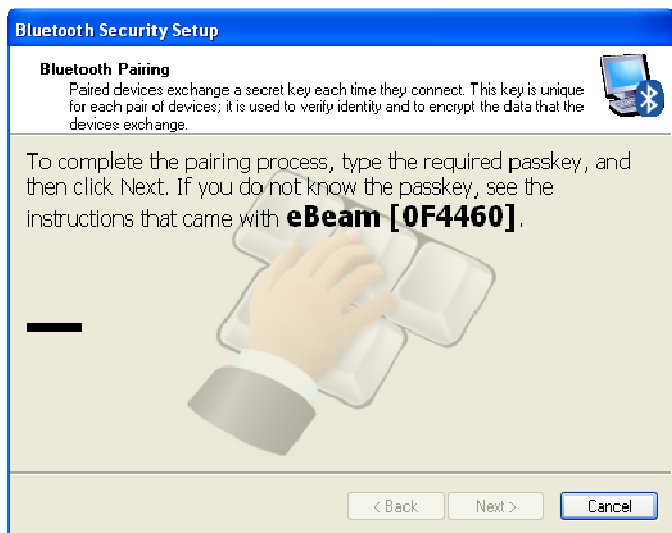 Bluetooth Security Setup
Bluetooth Pairing
Paired devices exchange a secret key each time they connect. This key is unique
for each pair of devices; it is used to verify identity and to encrypt the data that the
devices exchange.
To complete the pairing process, type the required passkey, and
then click Next. If you do not know the passkey, see the
instructions that came with eBeam [0F4460].
< Back
Next >
Cancel